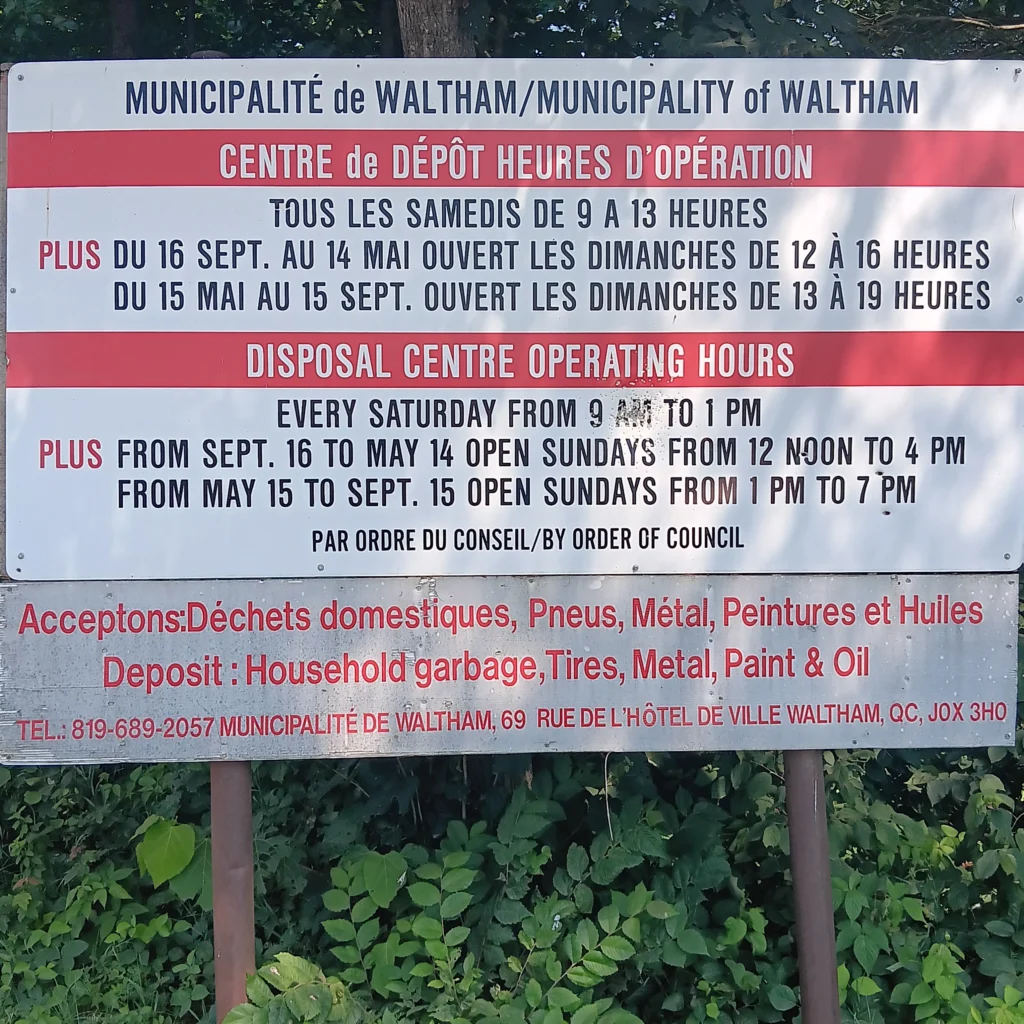 MUNICIPALITÉ de WALTHAM/MUNICIPALITY of WALTHAM
CENTRE de DÉPÔT HEURES D'OPÉRATION
TOUS LES SAMEDIS DE 9 A 13 HEURES
PLUS DU 16 SEPT. AU 14 MAI OUVERT LES DIMANCHES DE 12 À 16 HEURES
DU 15 MAI AU 15 SEPT. OUVERT LES DIMANCHES DE 13 À 19 HEURES
DISPOSAL CENTRE OPERATING HOURS
EVERY SATURDAY FROM 9 AM TO 1 PM
PLUS FROM SEPT. 16 TO MAY 14 OPEN SUNDAYS FROM 12 NOON TO 4 PM
FROM MAY 15 TO SEPT. 15 OPEN SUNDAYS FROM 1 PM TO 7 PM
PAR ORDRE DU CONSEIL/BY ORDER OF COUNCIL
Acceptons:Déchets domestiques, Pneus, Métal, Peintures et Huiles
Deposit : Household garbage,Tires, Metal, Paint & Oil
TEL.: 819-689-2057 MUNICIPALITÉ DE WALTHAM, 69 RUE DE L'HÔTEL DE VILLE WALTHAM, QC, J0X 3H0